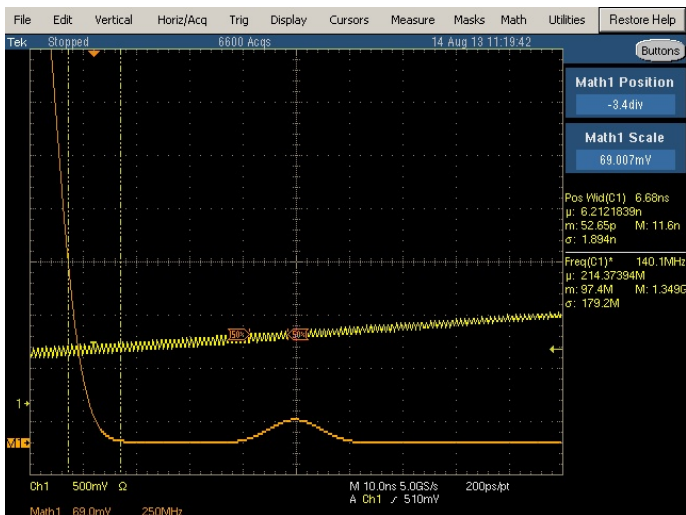 File Edit Vertical Horiz/Acq Trig Display Cursors Measure Masks Math Utilities Restore Help
Tek Stopped 6600 Acqs 14 Aug 13 11:19:42
Buttons
Math1 Position
-3.4div
Math1 Scale
69.007mV
Pos Wid(C1) 6.68ns
µ: 6.2121839n
m: 52.65p M: 11.6n
σ: 1.894n
Freq(C1)* 140.1MHz
µ: 214.37394M
m: 97.4M M: 1.349G
σ: 179.2M
50%
1
M1
Ch1 500mV Ω M 10.0ns 5.0GS/s 200ps/pt
A Ch1 / 510mV
Math1 69.0mV 250MHz